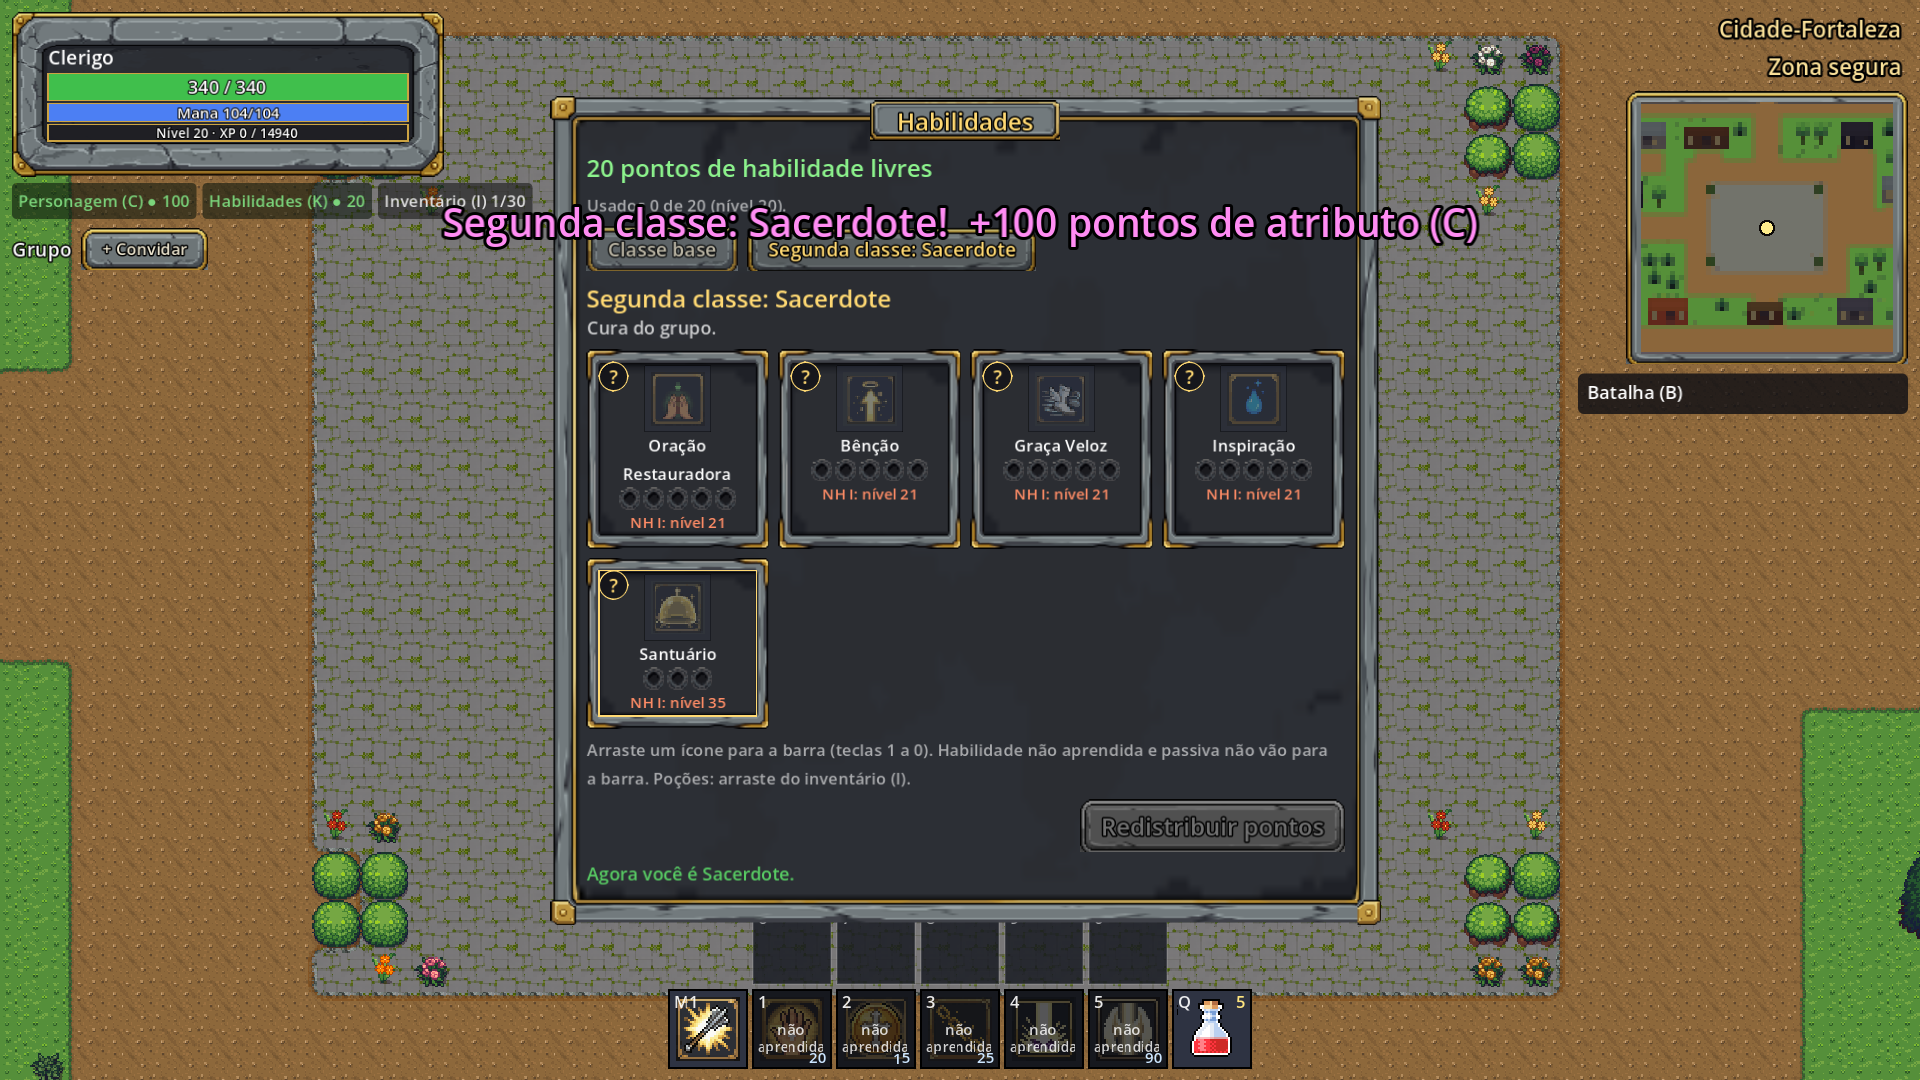 Clerigo
340 / 340
Mana 104/104
Nível 20 · XP 0 / 14940
Personagem (C) ● 100
Habilidades (K) ● 20
Inventário (I) 1/30
Grupo
+ Convidar
Cidade-Fortaleza
Zona segura
Batalha (B)
Habilidades
20 pontos de habilidade livres
Usados 0 de 20 (nível 20).
Segunda classe: Sacerdote! +100 pontos de atributo (C)
Classe base
Segunda classe: Sacerdote
Segunda classe: Sacerdote
Cura do grupo.
?
Oração
Restauradora
NH I: nível 21
?
Bênção
NH I: nível 21
?
Graça Veloz
NH I: nível 21
?
Inspiração
NH I: nível 21
?
Santuário
NH I: nível 35
Arraste um ícone para a barra (teclas 1 a 0). Habilidade não aprendida e passiva não vão para
a barra. Poções: arraste do inventário (I).
Redistribuir pontos
Agora você é Sacerdote.
M1
1
não
aprendida
20
2
não
aprendida
15
3
não
aprendida
25
4
não
aprendida
5
não
aprendida
90
Q
5